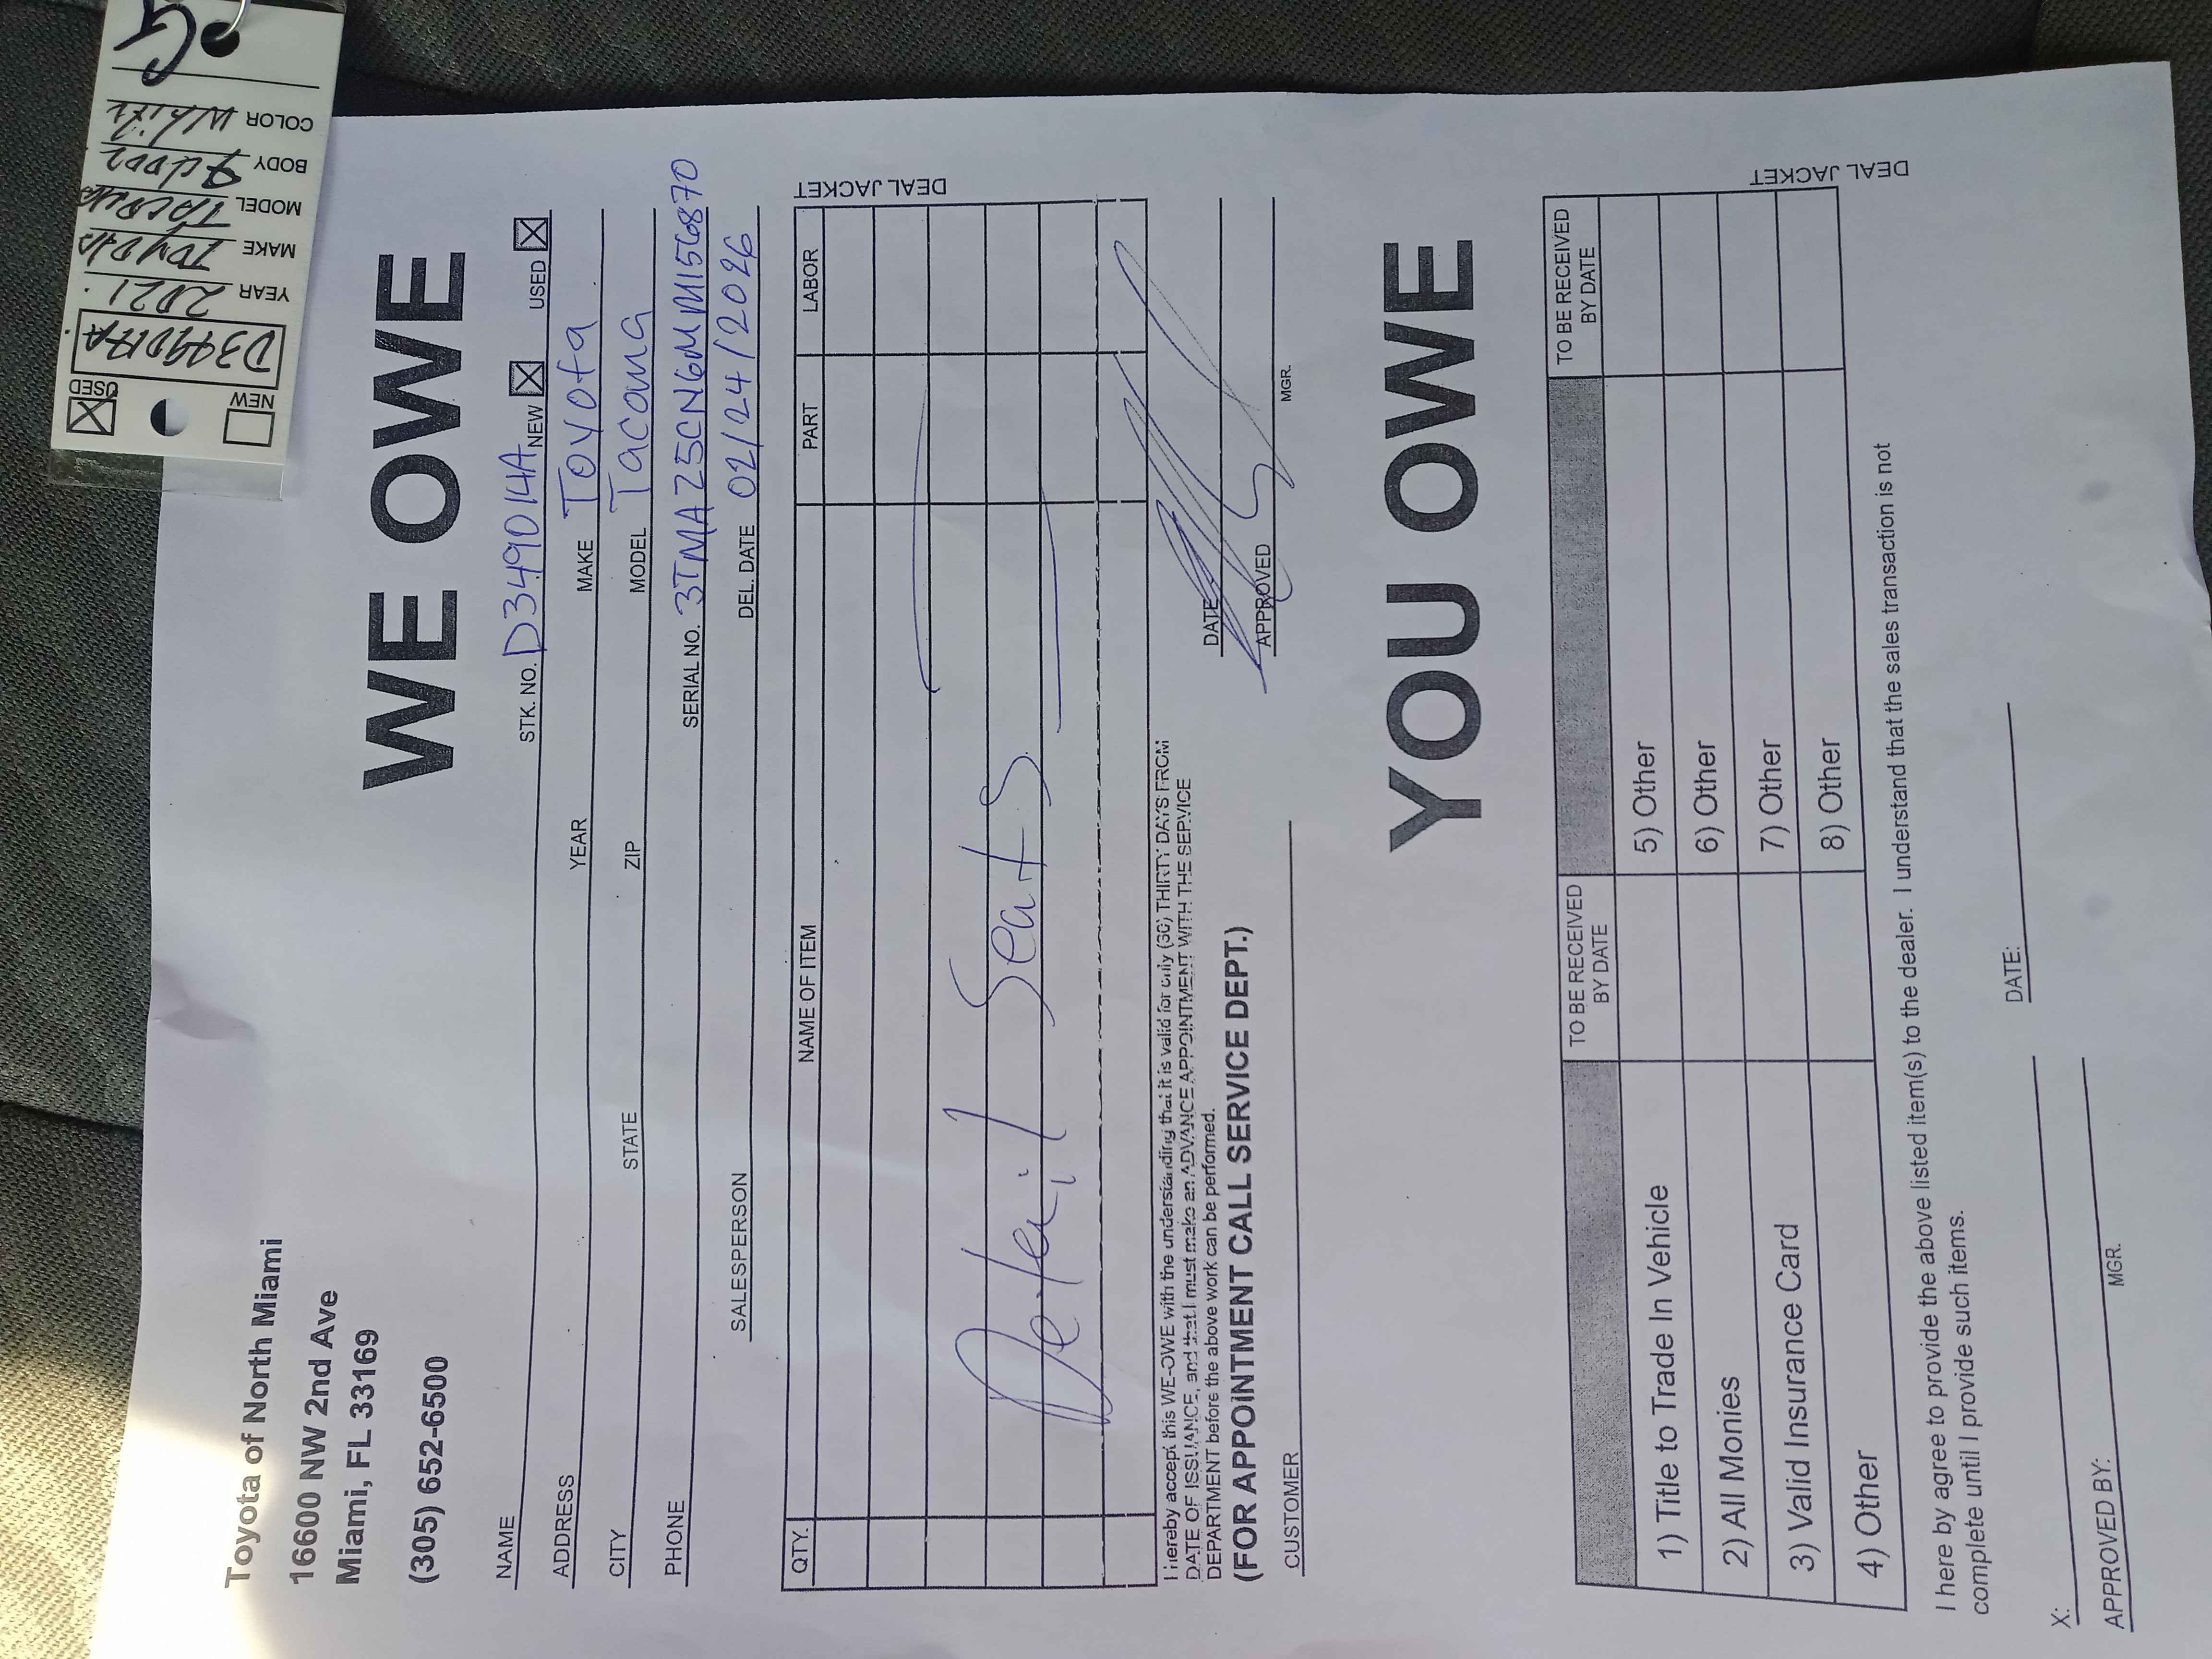 Toyota of North Miami
16600 NW 2nd Ave
Miami, FL 33169
(305) 652-6500
WE OWE
NAME
STK. NO. D349014A NEW ☒ USED ☒
ADDRESS
YEAR
MAKE Toyota
CITY
STATE
ZIP
MODEL Tacoma
PHONE
SERIAL NO. 3TMAZ5CN6MM156870
SALESPERSON
DEL. DATE 02/24/2026
QTY. NAME OF ITEM PART LABOR
Detail Seats
DEAL JACKET
DEAL JACKET
I hereby accept this WE-OWE with the understanding that it is valid for only (30) THIRTY DAYS FROM
DATE OF ISSUANCE, and that I must make an ADVANCE APPOINTMENT WITH THE SERVICE
DEPARTMENT before the above work can be performed.
(FOR APPOINTMENT CALL SERVICE DEPT.)
DATE
CUSTOMER
APPROVED
MGR.
YOU OWE
TO BE RECEIVED BY DATE
TO BE RECEIVED BY DATE
1) Title to Trade In Vehicle
5) Other
2) All Monies
6) Other
3) Valid Insurance Card
7) Other
4) Other
8) Other
DEAL JACKET
DEAL JACKET
I here by agree to provide the above listed item(s) to the dealer. I understand that the sales transaction is not
complete until I provide such items.
X:
DATE:
APPROVED BY:
MGR.
NEW
☒ USED
YEAR 2021
MAKE Toyota
MODEL Tacoma
BODY 4door
COLOR White